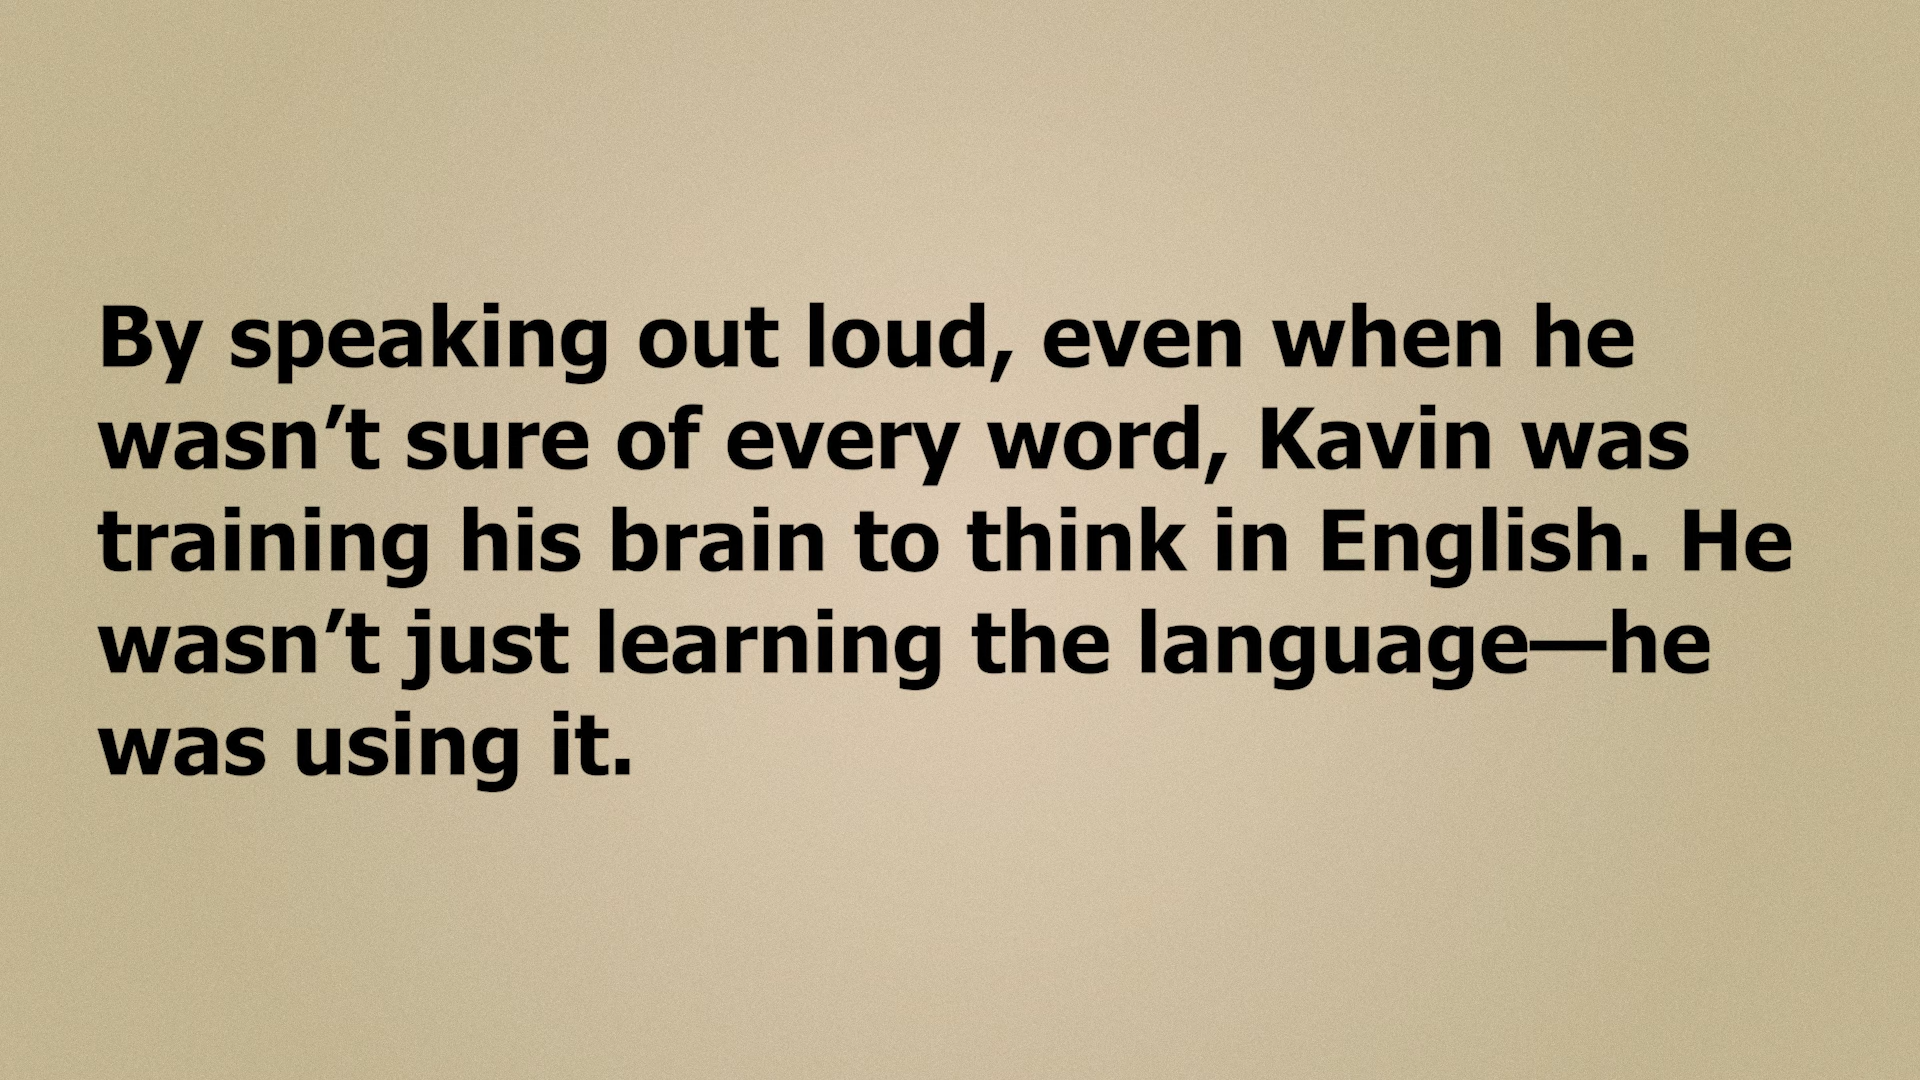 By speaking out loud, even when he
wasn’t sure of every word, Kavin was
training his brain to think in English. He
wasn’t just learning the language—he
was using it.